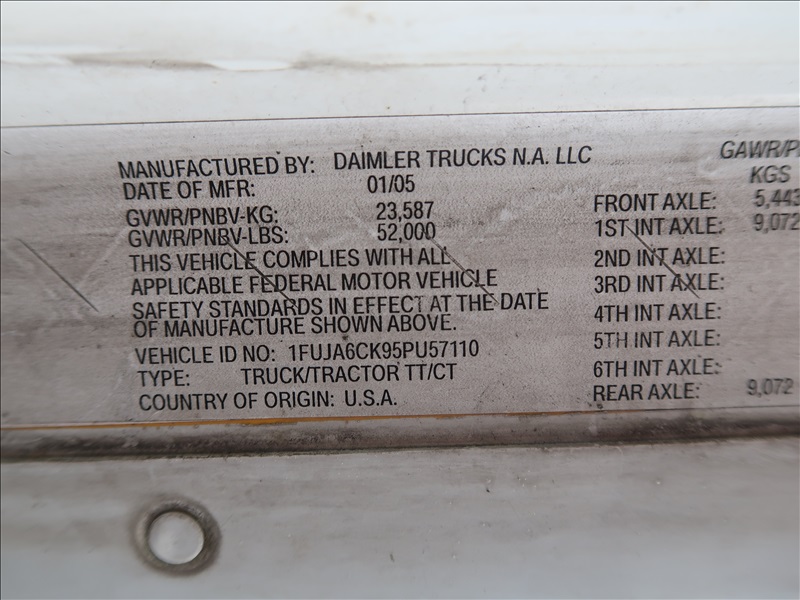 MANUFACTURED BY: DAIMLER TRUCKS N.A. LLC
DATE OF MFR: 01/05
GVWR/PNBV-KG: 23,587
GVWR/PNBV-LBS: 52,000
THIS VEHICLE COMPLIES WITH ALL
APPLICABLE FEDERAL MOTOR VEHICLE
SAFETY STANDARDS IN EFFECT AT THE DATE
OF MANUFACTURE SHOWN ABOVE.
VEHICLE ID NO: 1FUJA6CK95PU57110
TYPE: TRUCK/TRACTOR TT/CT
COUNTRY OF ORIGIN: U.S.A.
GAWR/P
KGS
FRONT AXLE: 5,443
1ST INT AXLE: 9,072
2ND INT AXLE:
3RD INT AXLE:
4TH INT AXLE:
5TH INT AXLE:
6TH INT AXLE:
REAR AXLE: 9,072